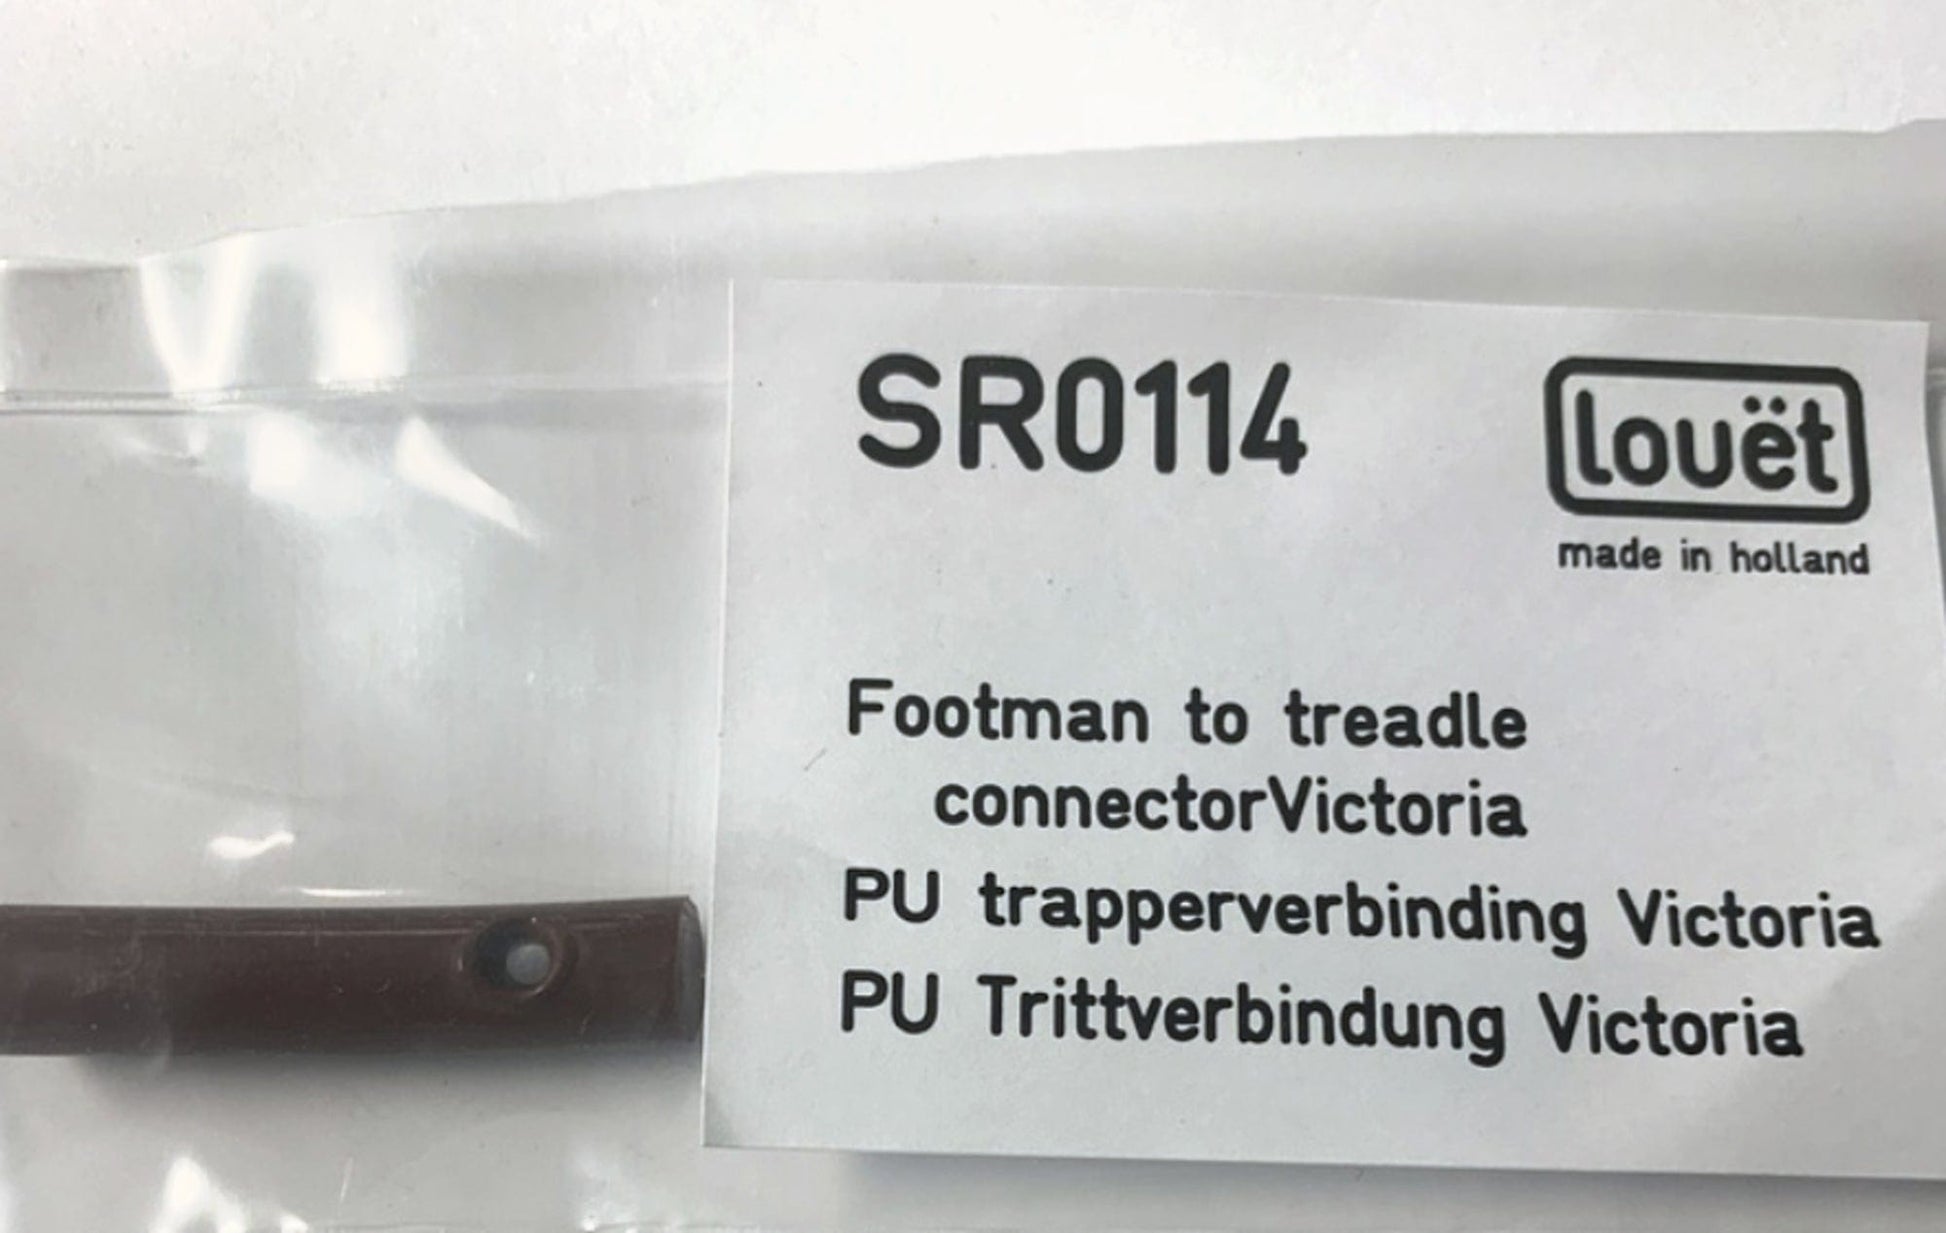 SR0114
louët
made in holland
Footman to treadle
connectorVictoria
PU trapperverbinding Victoria
PU Trittverbindung Victoria